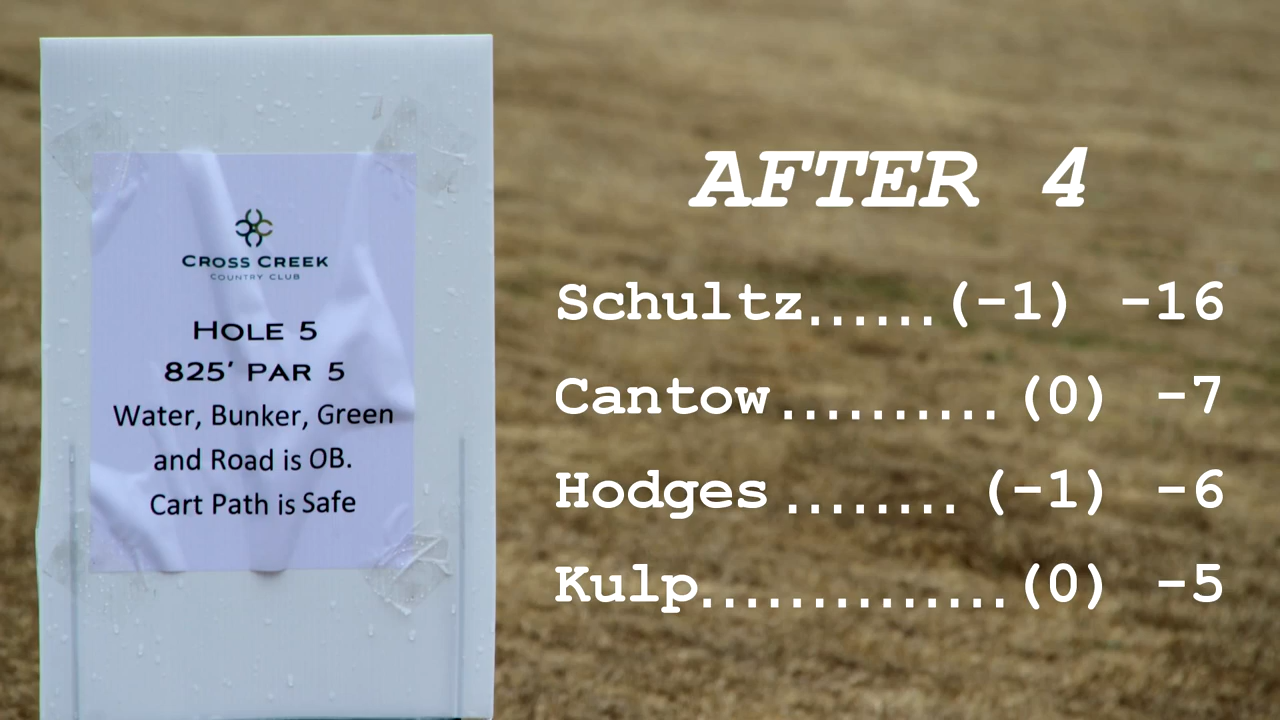 CROSS CREEK
COUNTRY CLUB
HOLE 5
825' PAR 5
Water, Bunker, Green
and Road is OB.
Cart Path is Safe
AFTER 4
Schultz......(-1) -16
Cantow..........(0) -7
Hodges........(-1) -6
Kulp..............(0) -5